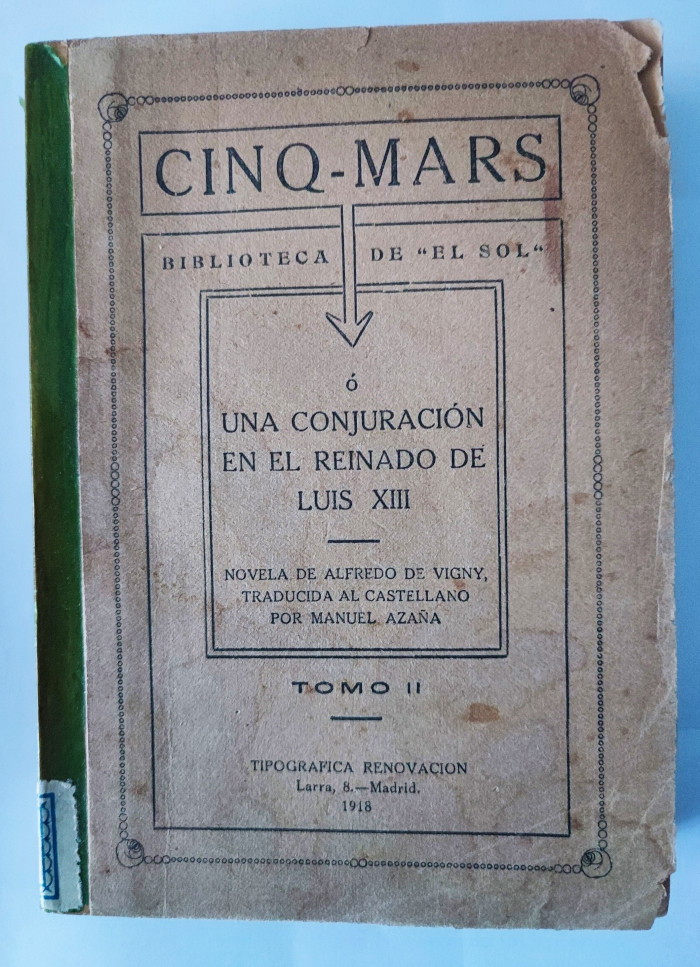 CINQ-MARS
BIBLIOTECA DE "EL SOL"
ó
UNA CONJURACIÓN
EN EL REINADO DE
LUIS XIII
NOVELA DE ALFREDO DE VIGNY,
TRADUCIDA AL CASTELLANO
POR MANUEL AZAÑA
TOMO II
TIPOGRAFICA RENOVACION
Larra, 8.—Madrid.
1918